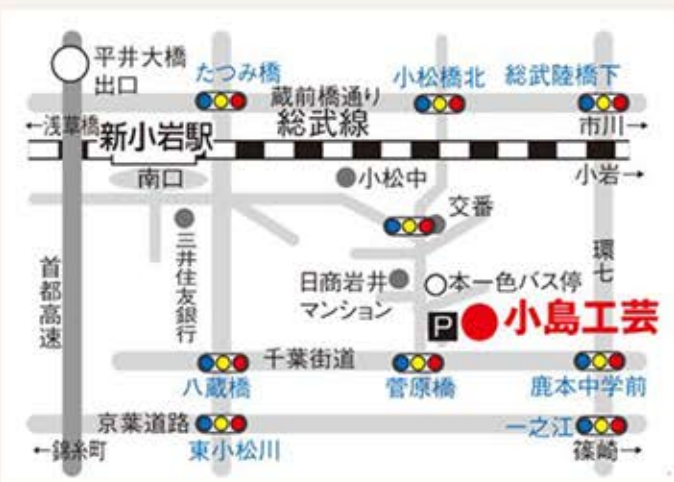 平井大橋
出口
たつみ橋
小松橋北
総武陸橋下
蔵前橋通り
←浅草橋
市川→
新小岩駅
総武線
南口
小松中
小岩→
交番
三井住友銀行
首都高速
環七
日商岩井
マンション
本一色バス停
P
小島工芸
千葉街道
八蔵橋
菅原橋
鹿本中学前
京葉道路
一之江
←錦糸町
東小松川
篠崎→